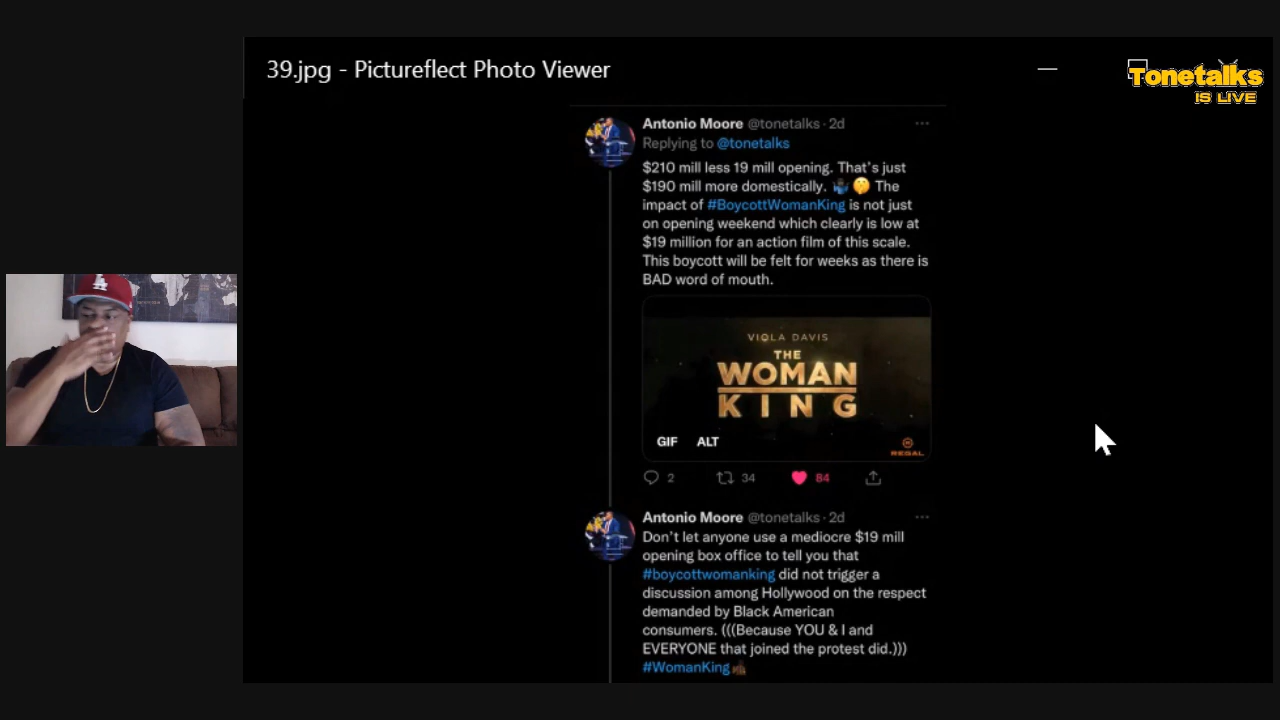 39.jpg - Pictureflect Photo Viewer
Tonetalks
IS LIVE
Antonio Moore @tonetalks · 2d
Replying to @tonetalks
$210 mill less 19 mill opening. That's just
$190 mill more domestically. 🤷🏿‍♂️ 🤔 The
impact of #BoycottWomanKing is not just
on opening weekend which clearly is low at
$19 million for an action film of this scale.
This boycott will be felt for weeks as there is
BAD word of mouth.
VIOLA DAVIS
THE
WOMAN
KING
GIF ALT
REGAL
2 34 84
Antonio Moore @tonetalks · 2d
Don't let anyone use a mediocre $19 mill
opening box office to tell you that
#boycottwomanking did not trigger a
discussion among Hollywood on the respect
demanded by Black American
consumers. (((Because YOU & I and
EVERYONE that joined the protest did.)))
#WomanKing
LA